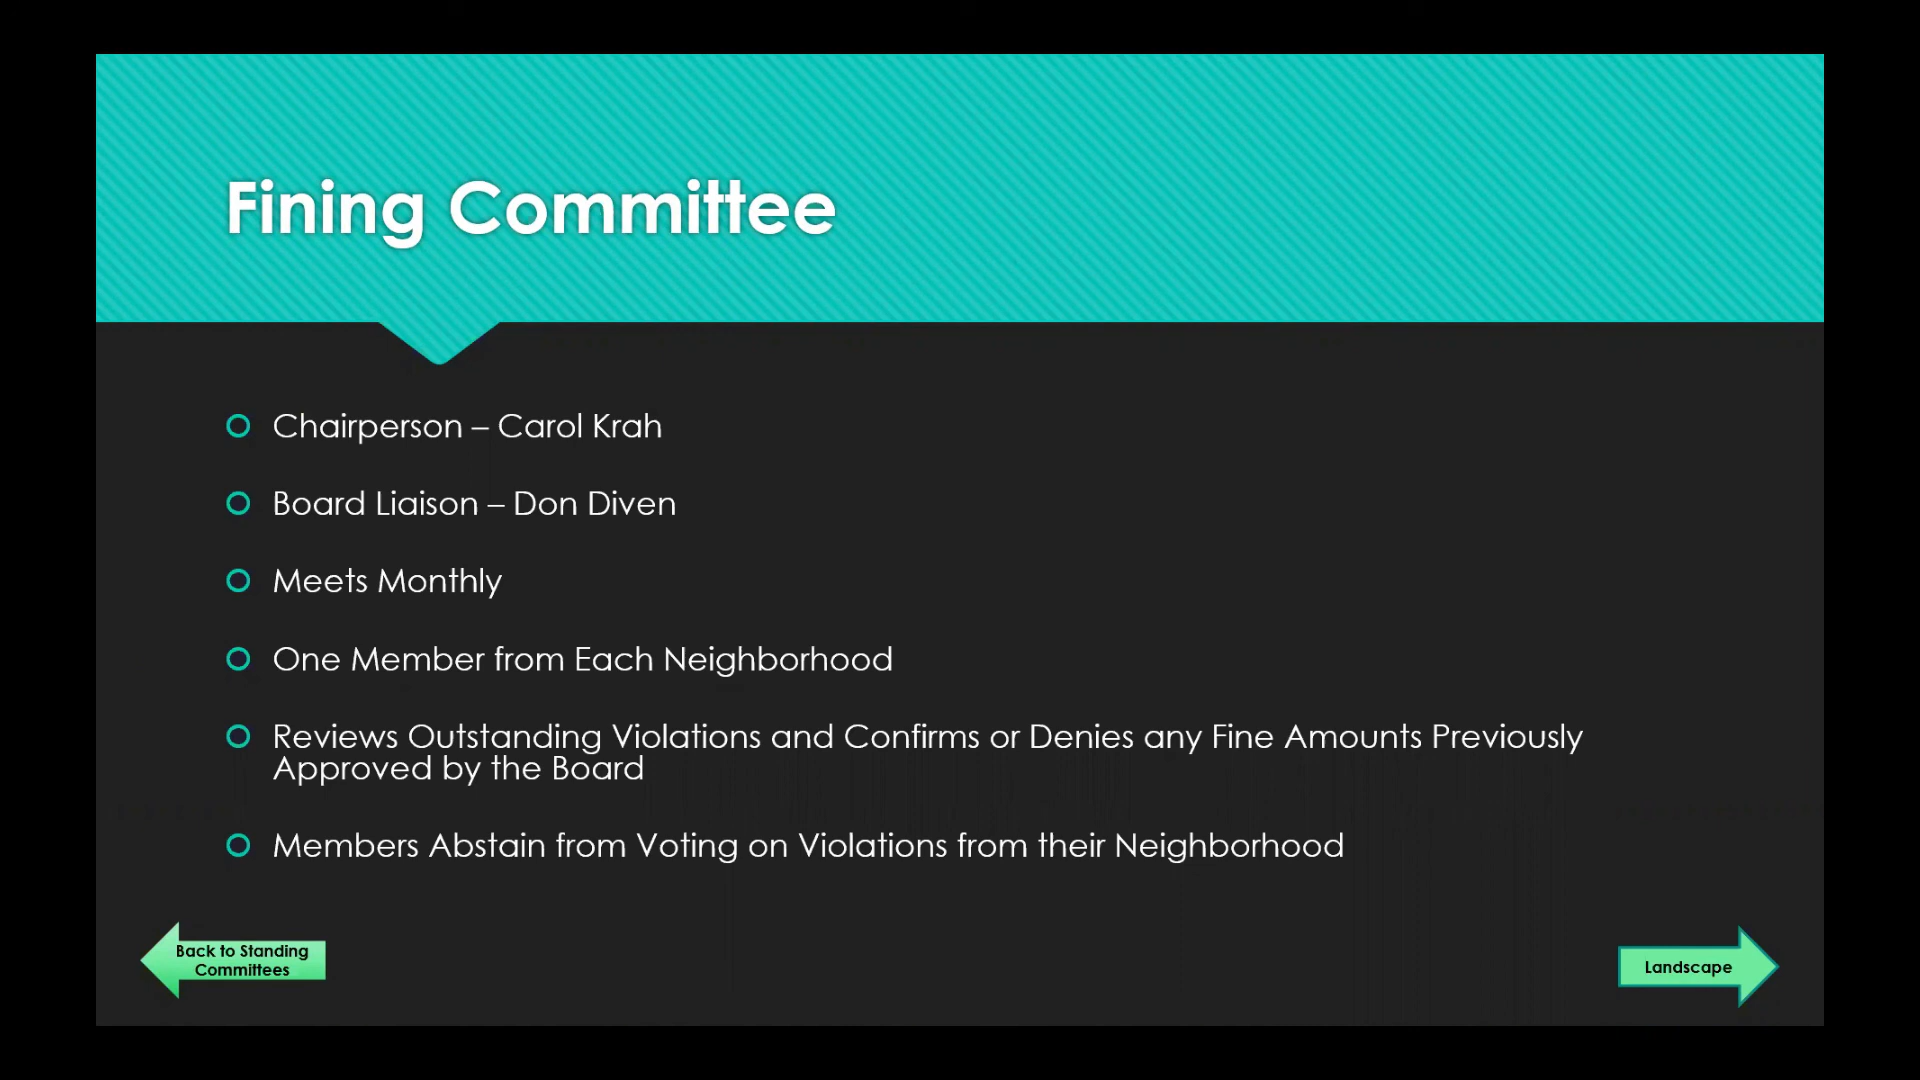 Fining Committee
Chairperson – Carol Krah
Board Liaison – Don Diven
Meets Monthly
One Member from Each Neighborhood
Reviews Outstanding Violations and Confirms or Denies any Fine Amounts Previously
Approved by the Board
Members Abstain from Voting on Violations from their Neighborhood
Back to Standing
Committees
Landscape